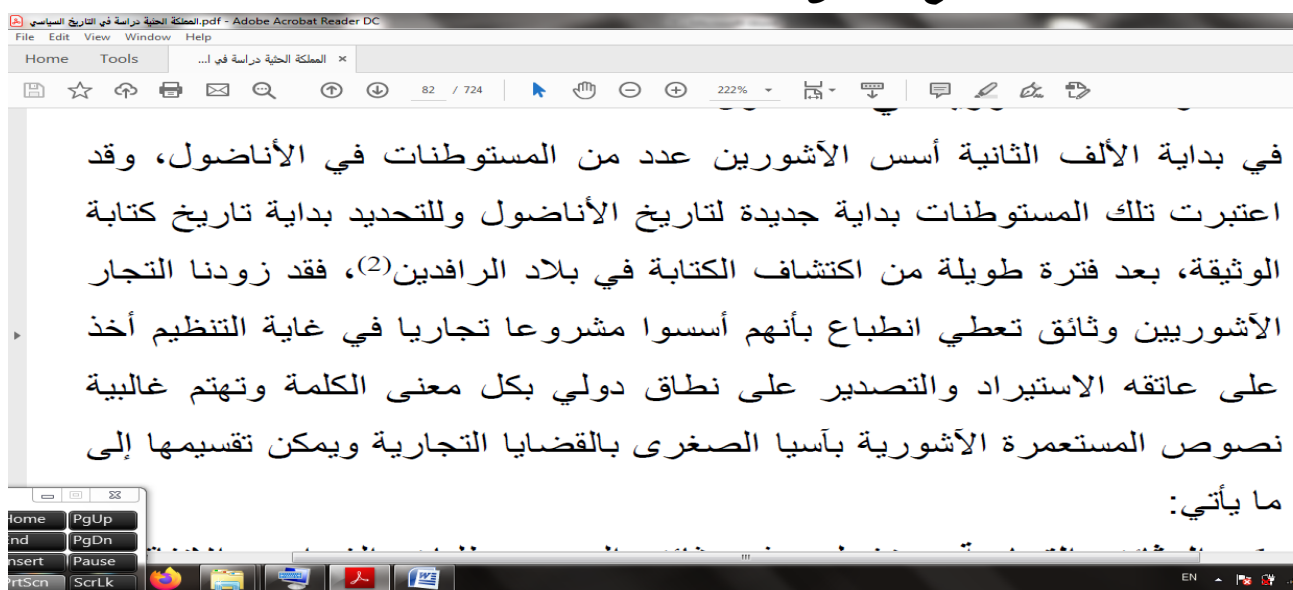 المملكة الحثية دراسة في التاريخ السياسي.pdf - Adobe Acrobat Reader DC
File Edit View Window Help
Home Tools المملكة الحثية دراسة في ا... ×
82 / 724 222%
في بداية الألف الثانية أسس الآشورين عدد من المستوطنات في الأناضول، وقد
اعتبرت تلك المستوطنات بداية جديدة لتاريخ الأناضول وللتحديد بداية تاريخ كتابة
الوثيقة، بعد فترة طويلة من اكتشاف الكتابة في بلاد الرافدين(2)، فقد زودنا التجار
الآشوريين وثائق تعطي انطباع بأنهم أسسوا مشروعا تجاريا في غاية التنظيم أخذ
على عاتقه الاستيراد والتصدير على نطاق دولي بكل معنى الكلمة وتهتم غالبية
نصوص المستعمرة الآشورية بآسيا الصغرى بالقضايا التجارية ويمكن تقسيمها إلى
ما يأتي:
Home PgUp
End PgDn
Insert Pause
PrtScn ScrLk
EN